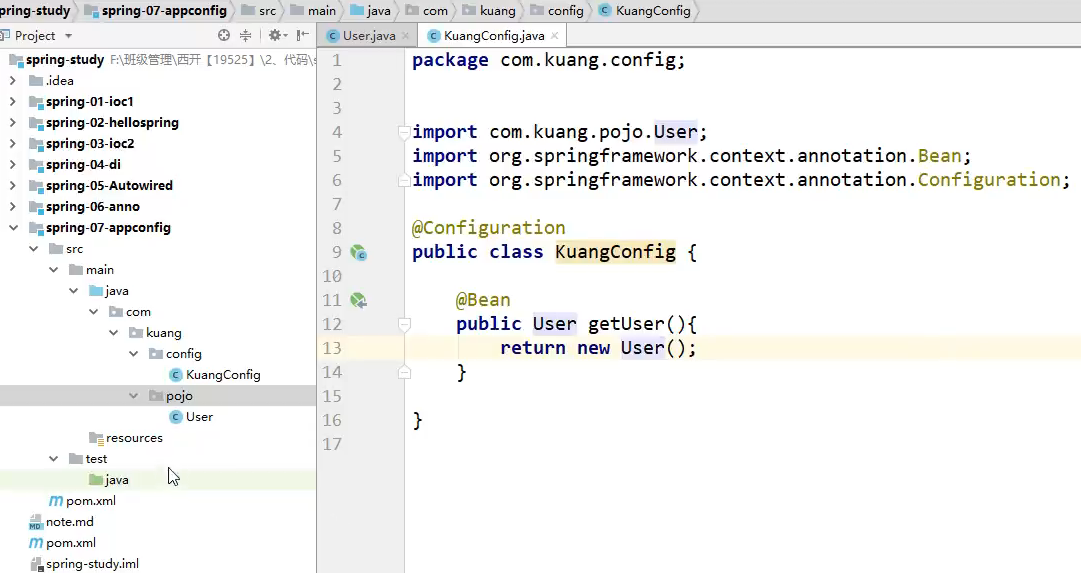 pring-study spring-07-appconfig src main java com kuang config KuangConfig
Project
User.java KuangConfig.java
spring-study F:\班级管理\西开【19525】\2、代码\s
.idea
spring-01-ioc1
spring-02-hellospring
spring-03-ioc2
spring-04-di
spring-05-Autowired
spring-06-anno
spring-07-appconfig
src
main
java
com
kuang
config
KuangConfig
pojo
User
resources
test
java
pom.xml
note.md
pom.xml
spring-study.iml
1 package com.kuang.config;
2
3
4 import com.kuang.pojo.User;
5 import org.springframework.context.annotation.Bean;
6 import org.springframework.context.annotation.Configuration;
7
8 @Configuration
9 public class KuangConfig {
10
11 @Bean
12 public User getUser(){
13 return new User();
14 }
15
16 }
17